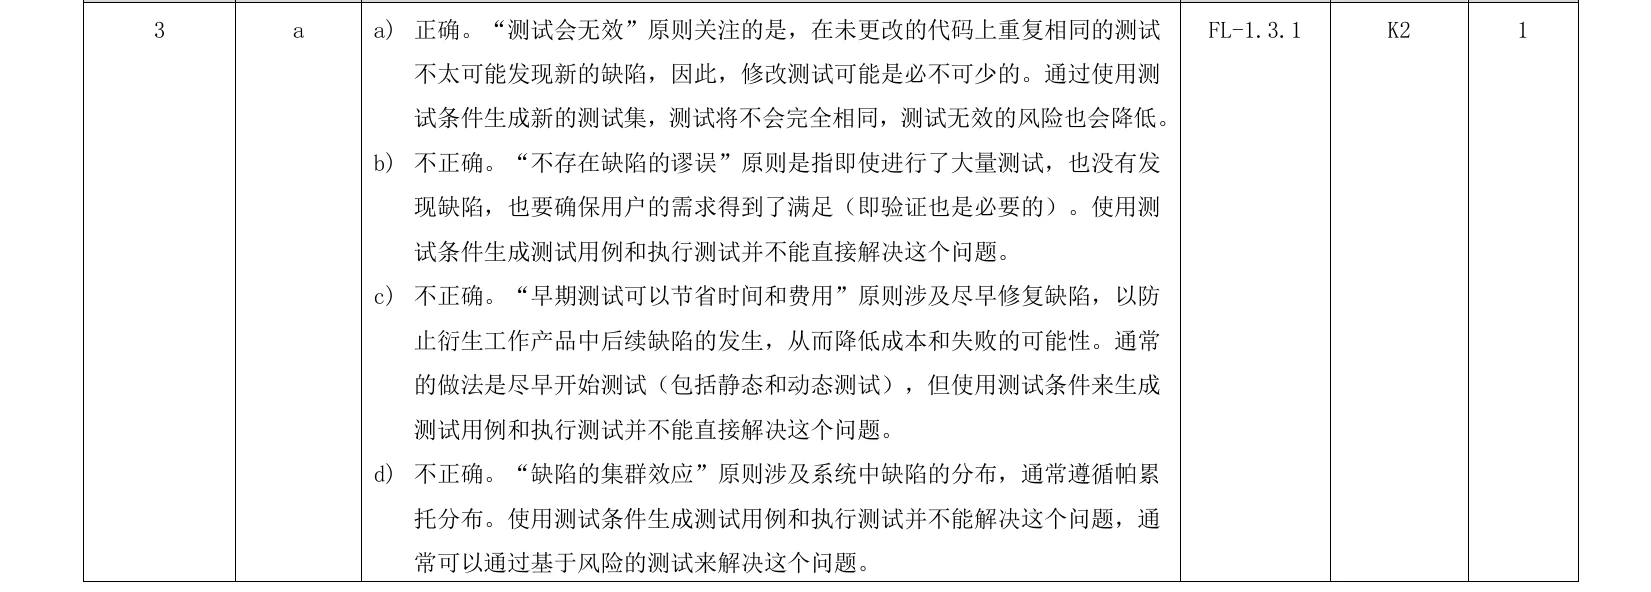 3 a a) 正确。“测试会无效”原则关注的是，在未更改的代码上重复相同的测试 FL-1.3.1 K2 1
不太可能发现新的缺陷，因此，修改测试可能是必不可少的。通过使用测
试条件生成新的测试集，测试将不会完全相同，测试无效的风险也会降低。
b) 不正确。“不存在缺陷的谬误”原则是指即使进行了大量测试，也没有发
现缺陷，也要确保用户的需求得到了满足（即验证也是必要的）。使用测
试条件生成测试用例和执行测试并不能直接解决这个问题。
c) 不正确。“早期测试可以节省时间和费用”原则涉及尽早修复缺陷，以防
止衍生工作产品中后续缺陷的发生，从而降低成本和失败的可能性。通常
的做法是尽早开始测试（包括静态和动态测试），但使用测试条件来生成
测试用例和执行测试并不能直接解决这个问题。
d) 不正确。“缺陷的集群效应”原则涉及系统中缺陷的分布，通常遵循帕累
托分布。使用测试条件生成测试用例和执行测试并不能解决这个问题，通
常可以通过基于风险的测试来解决这个问题。